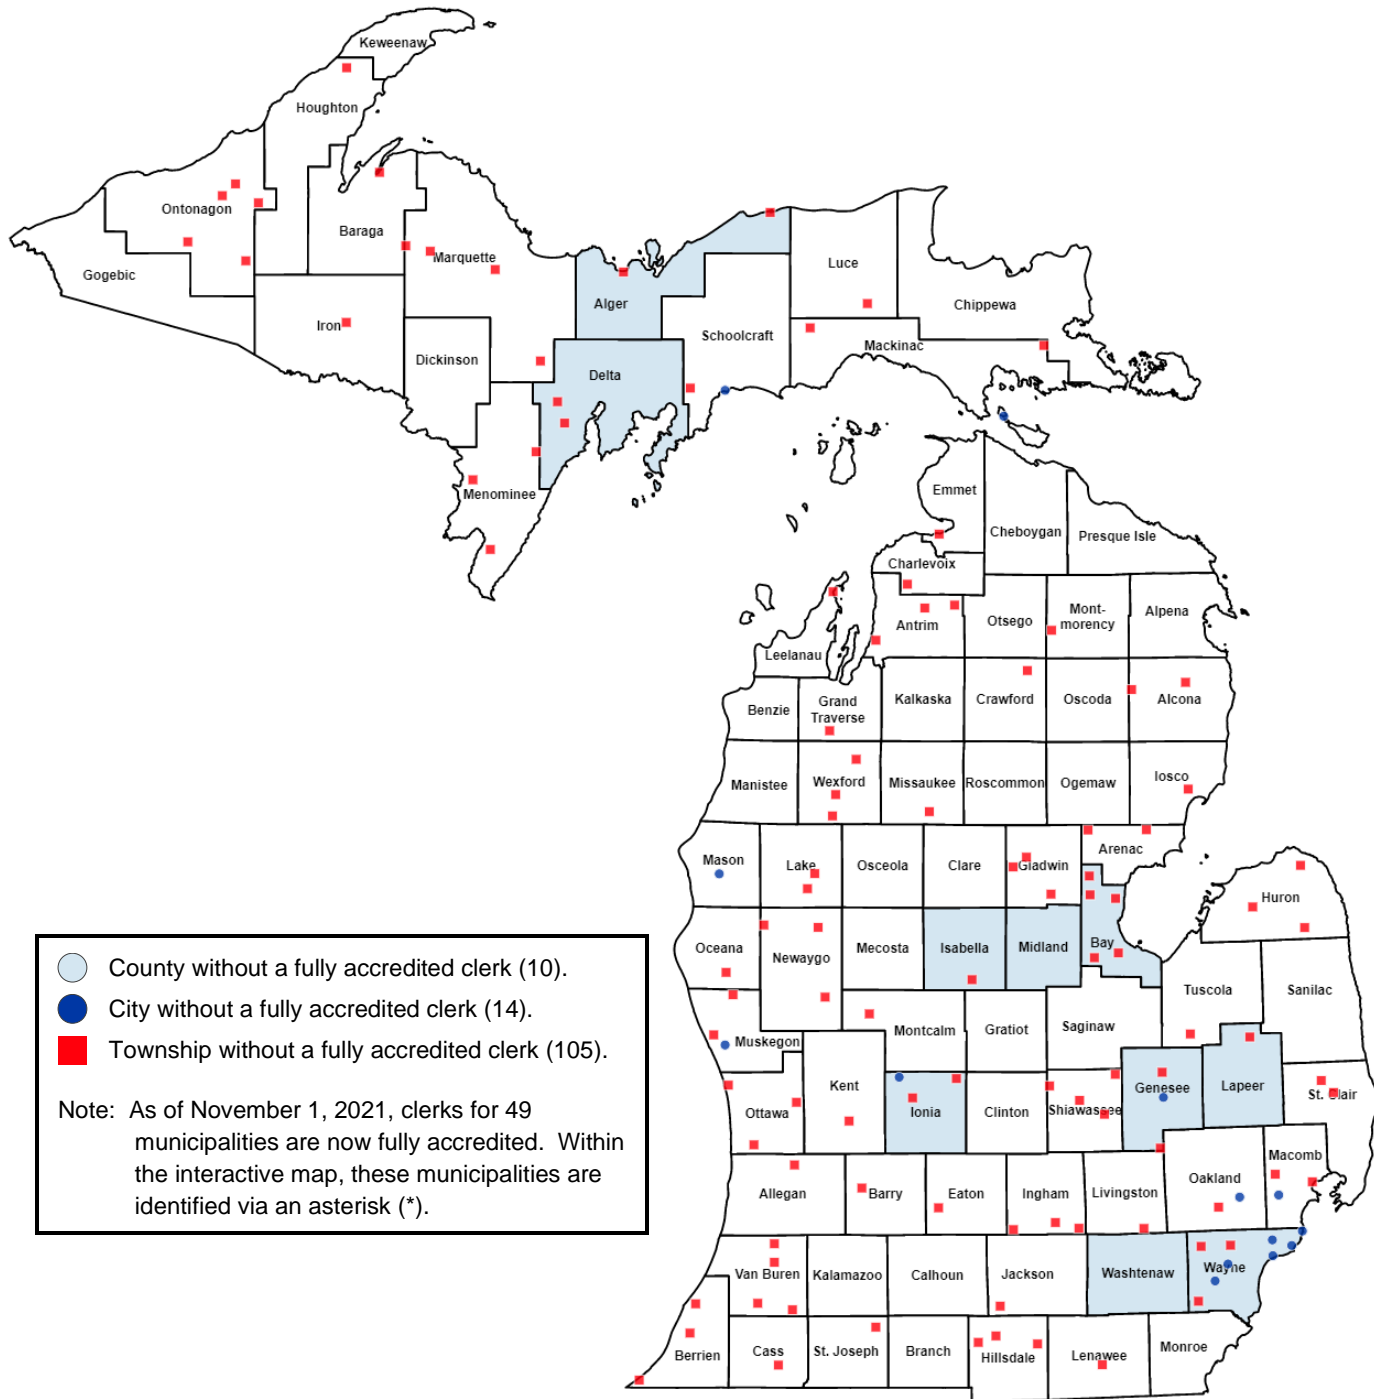 Keweenaw
Houghton
Ontonagon
Baraga
Marquette
Gogebic
Luce
Alger
Chippewa
Iron
Schoolcraft
Mackinac
Dickinson
Delta
Menominee
Emmet
Cheboygan
Presque Isle
Charlevoix
Antrim
Otsego
Mont-
morency
Alpena
Leelanau
Benzie
Grand
Traverse
Kalkaska
Crawford
Oscoda
Alcona
Manistee
Wexford
Missaukee
Roscommon
Ogemaw
Iosco
Mason
Lake
Osceola
Clare
Gladwin
Arenac
Huron
Oceana
Newaygo
Mecosta
Isabella
Midland
Bay
Tuscola
Sanilac
Muskegon
Montcalm
Gratiot
Saginaw
Ottawa
Kent
Ionia
Clinton
Shiawassee
Genesee
Lapeer
St. Clair
Allegan
Barry
Eaton
Ingham
Livingston
Oakland
Macomb
Van Buren
Kalamazoo
Calhoun
Jackson
Washtenaw
Wayne
Berrien
Cass
St. Joseph
Branch
Hillsdale
Lenawee
Monroe
County without a fully accredited clerk (10).
City without a fully accredited clerk (14).
Township without a fully accredited clerk (105).
Note: As of November 1, 2021, clerks for 49
municipalities are now fully accredited. Within
the interactive map, these municipalities are
identified via an asterisk (*).